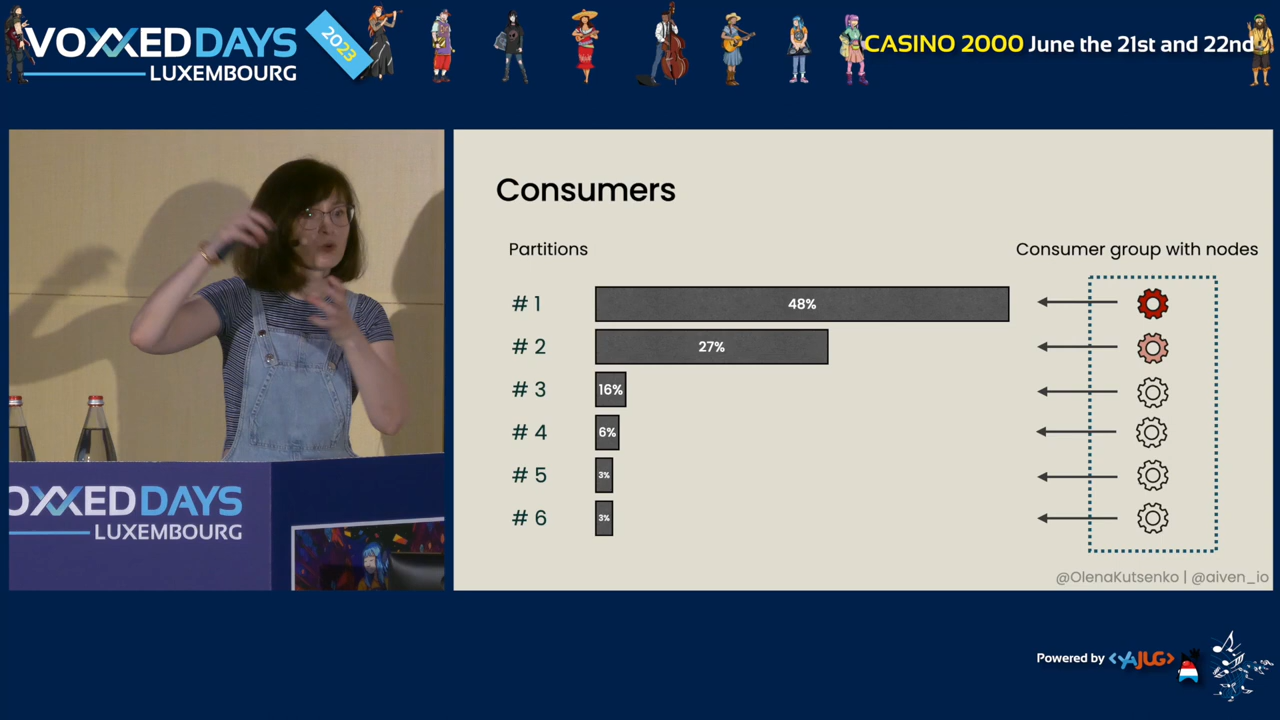 VOXXED DAYS
LUXEMBOURG
2023
CASINO 2000 June the 21st and 22nd
Consumers
Partitions
Consumer group with nodes
# 1 48%
# 2 27%
# 3 16%
# 4 6%
# 5 3%
# 6 3%
OXXED DAYS
LUXEMBOURG
@OlenaKutsenko | @aiven_io
Powered by <YAJUG>